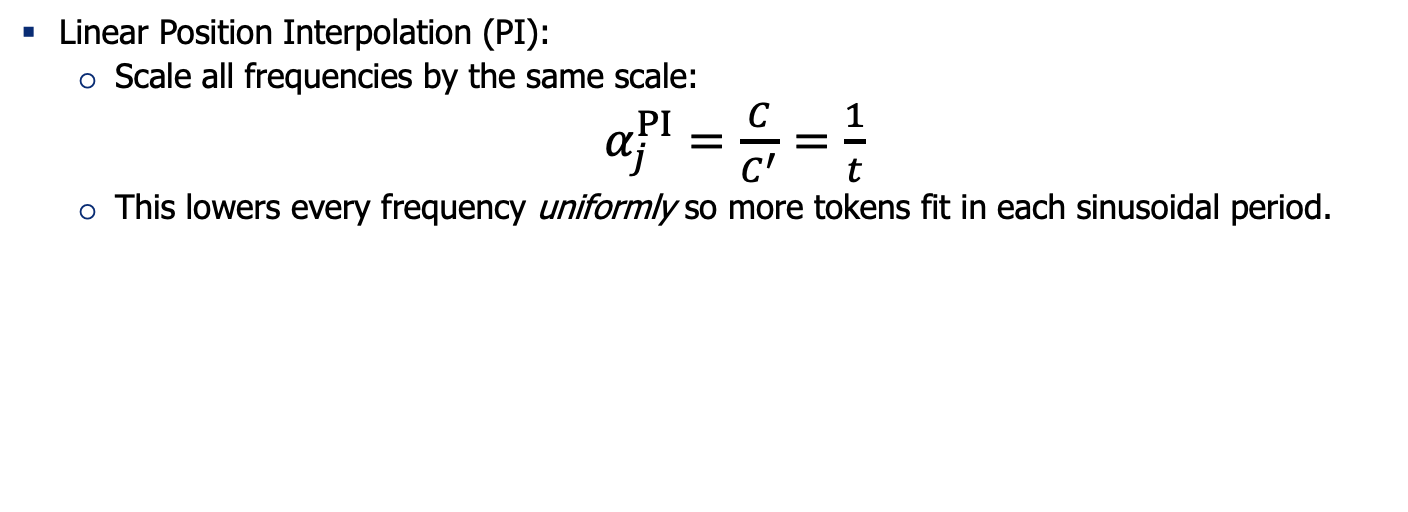 ▪ Linear Position Interpolation (PI):
o Scale all frequencies by the same scale:
α_j^PI = C/C′ = 1/t
o This lowers every frequency uniformly so more tokens fit in each sinusoidal period.